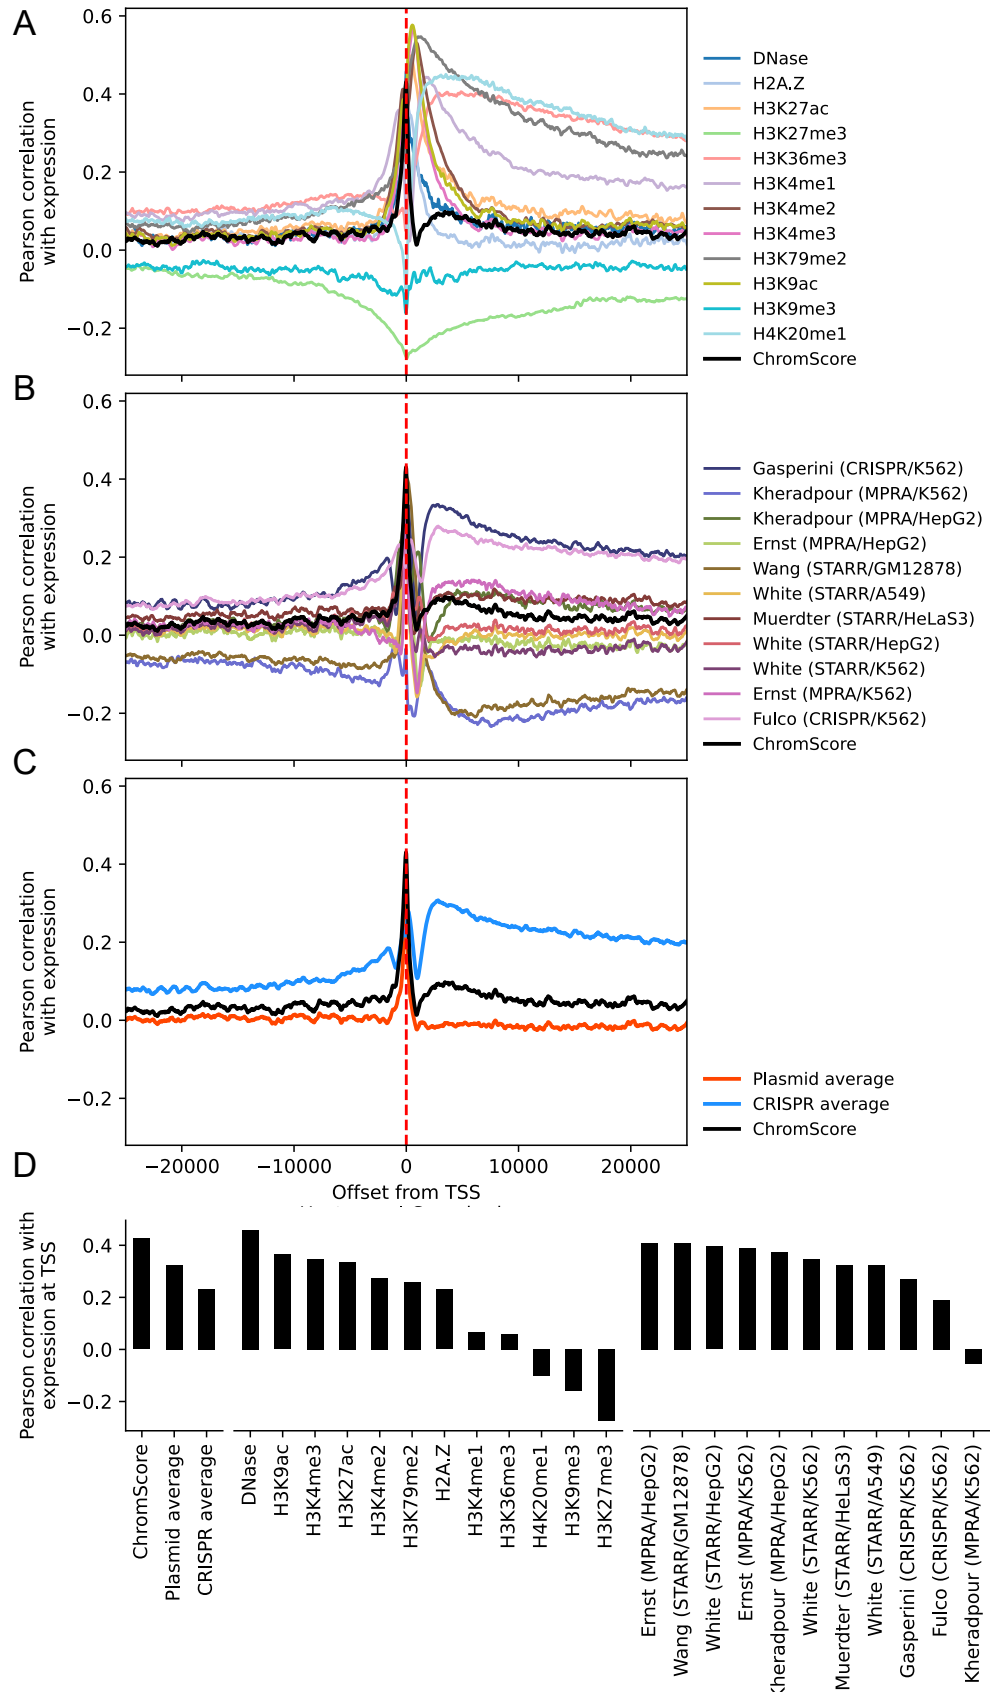 A
0.6
0.4
0.2
0.0
−0.2
Pearson correlation
with expression
DNase
H2A.Z
H3K27ac
H3K27me3
H3K36me3
H3K4me1
H3K4me2
H3K4me3
H3K79me2
H3K9ac
H3K9me3
H4K20me1
ChromScore
B
0.6
0.4
0.2
0.0
−0.2
Pearson correlation
with expression
Gasperini (CRISPR/K562)
Kheradpour (MPRA/K562)
Kheradpour (MPRA/HepG2)
Ernst (MPRA/HepG2)
Wang (STARR/GM12878)
White (STARR/A549)
Muerdter (STARR/HeLaS3)
White (STARR/HepG2)
White (STARR/K562)
Ernst (MPRA/K562)
Fulco (CRISPR/K562)
ChromScore
C
0.6
0.4
0.2
0.0
−0.2
Pearson correlation
with expression
Plasmid average
CRISPR average
ChromScore
−20000 −10000 0 10000 20000
Offset from TSS
D
0.4
0.2
0.0
−0.2
Pearson correlation with
expression at TSS
ChromScore
Plasmid average
CRISPR average
DNase
H3K9ac
H3K4me3
H3K27ac
H3K4me2
H3K79me2
H2A.Z
H3K4me1
H3K36me3
H4K20me1
H3K9me3
H3K27me3
Ernst (MPRA/HepG2)
Wang (STARR/GM12878)
White (STARR/HepG2)
Ernst (MPRA/K562)
Kheradpour (MPRA/HepG2)
White (STARR/K562)
Muerdter (STARR/HeLaS3)
White (STARR/A549)
Gasperini (CRISPR/K562)
Fulco (CRISPR/K562)
Kheradpour (MPRA/K562)